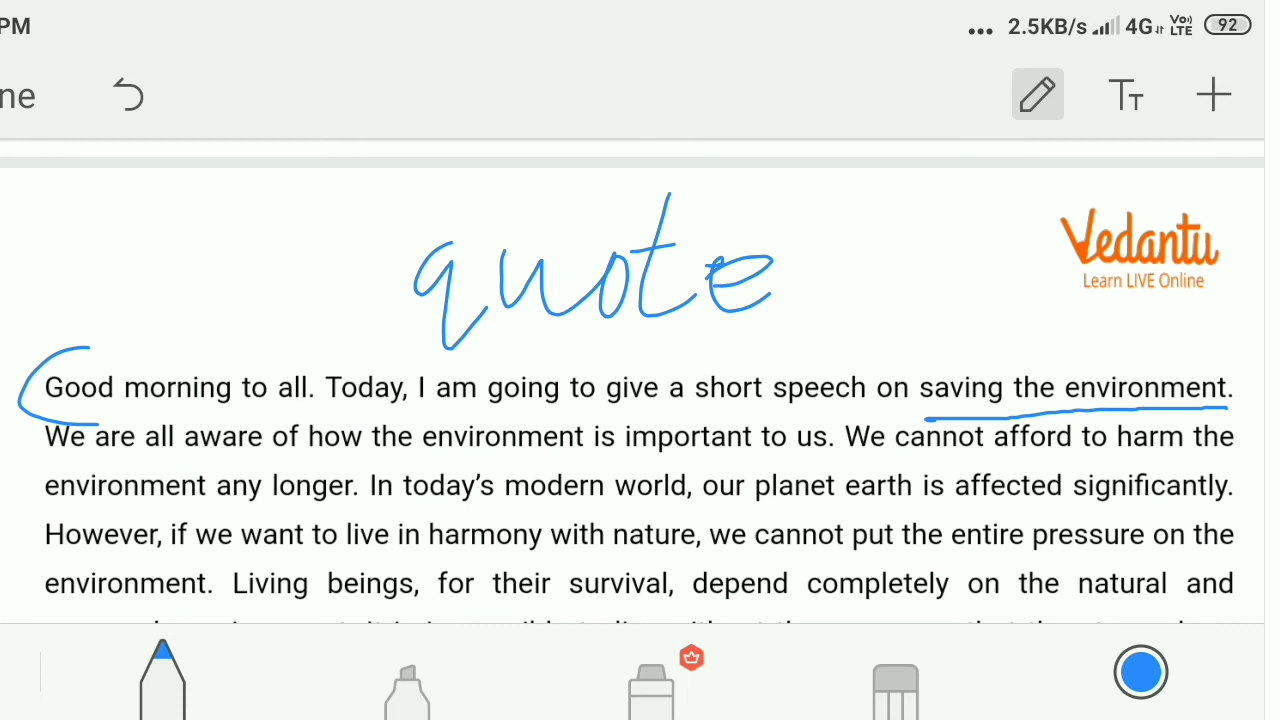 PM ... 2.5KB/s 4G VoLTE 92
ne
quote
Vedantu
Learn LIVE Online
Good morning to all. Today, I am going to give a short speech on saving the environment.
We are all aware of how the environment is important to us. We cannot afford to harm the
environment any longer. In today’s modern world, our planet earth is affected significantly.
However, if we want to live in harmony with nature, we cannot put the entire pressure on the
environment. Living beings, for their survival, depend completely on the natural and